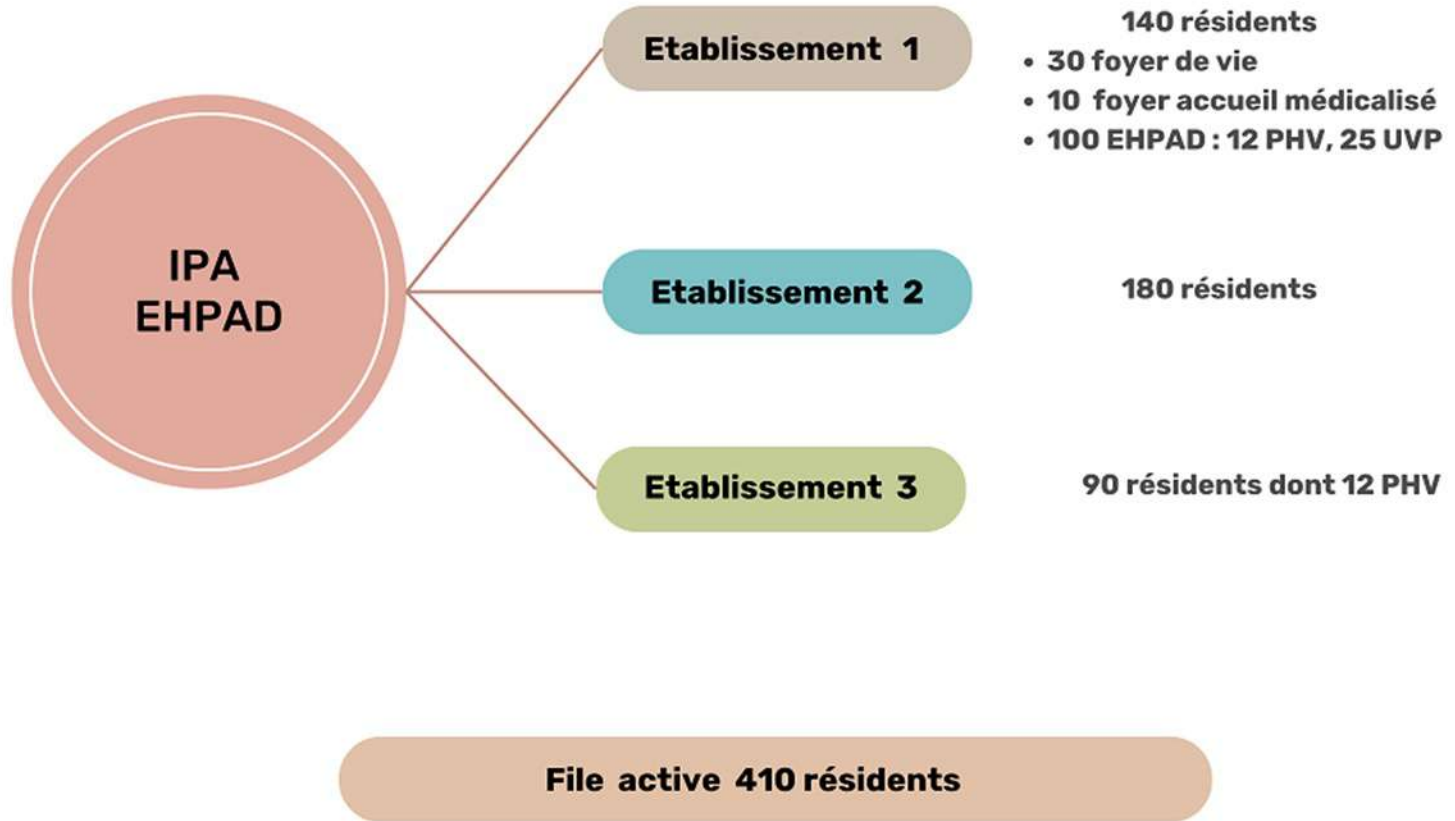 IPA
EHPAD
Etablissement 1
140 résidents
• 30 foyer de vie
• 10 foyer accueil médicalisé
• 100 EHPAD : 12 PHV, 25 UVP
Etablissement 2
180 résidents
Etablissement 3
90 résidents dont 12 PHV
File active 410 résidents